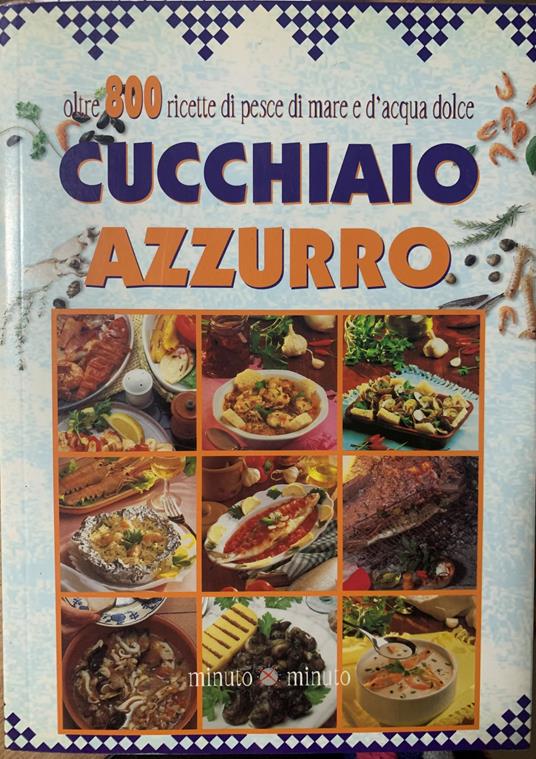 oltre 800 ricette di pesce di mare e d'acqua dolce
CUCCHIAIO
AZZURRO
minuto minuto